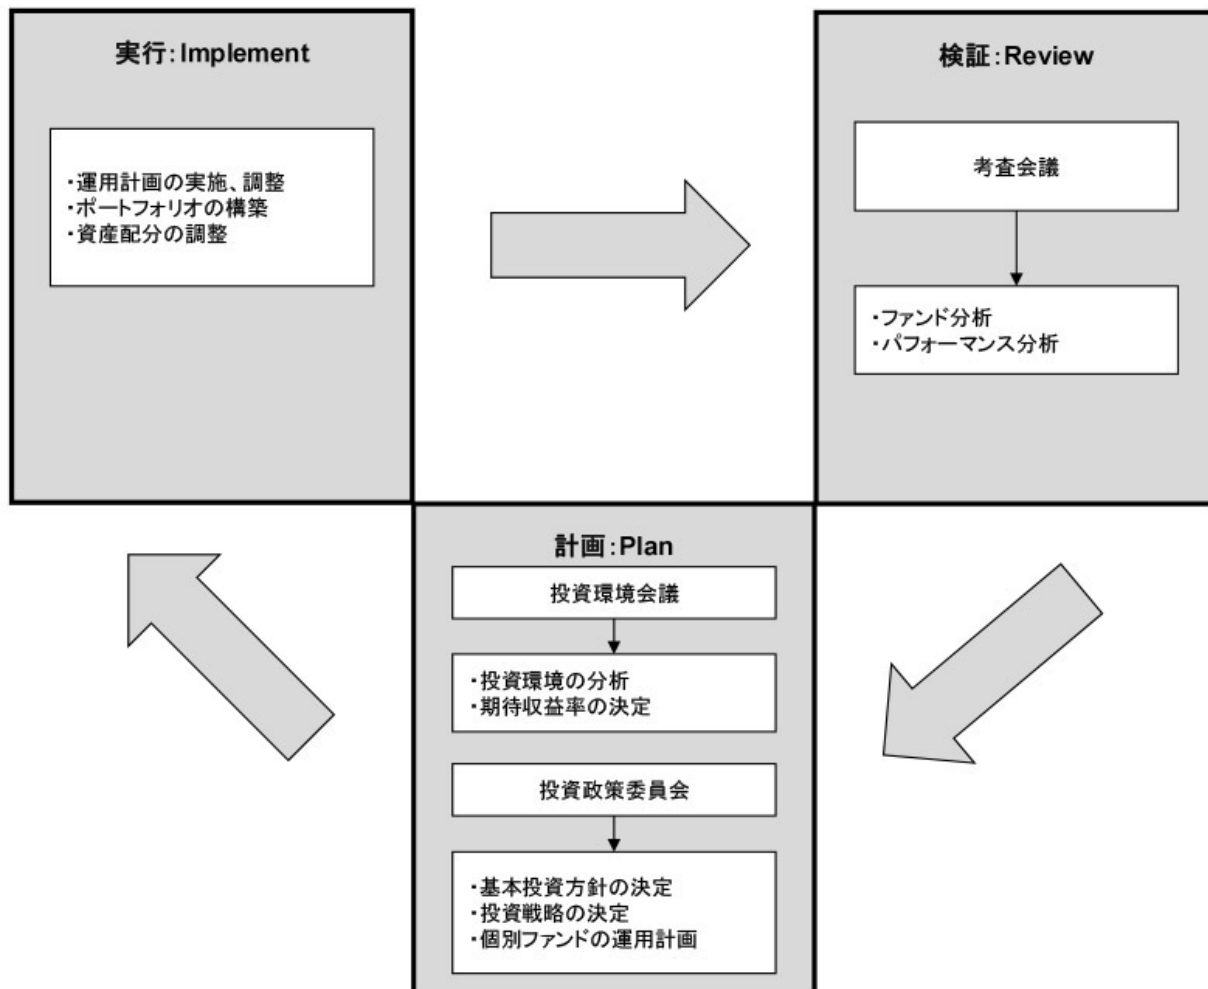 実行:Implement
・運用計画の実施、調整
・ポートフォリオの構築
・資産配分の調整
検証:Review
考査会議
・ファンド分析
・パフォーマンス分析
計画:Plan
投資環境会議
・投資環境の分析
・期待収益率の決定
投資政策委員会
・基本投資方針の決定
・投資戦略の決定
・個別ファンドの運用計画